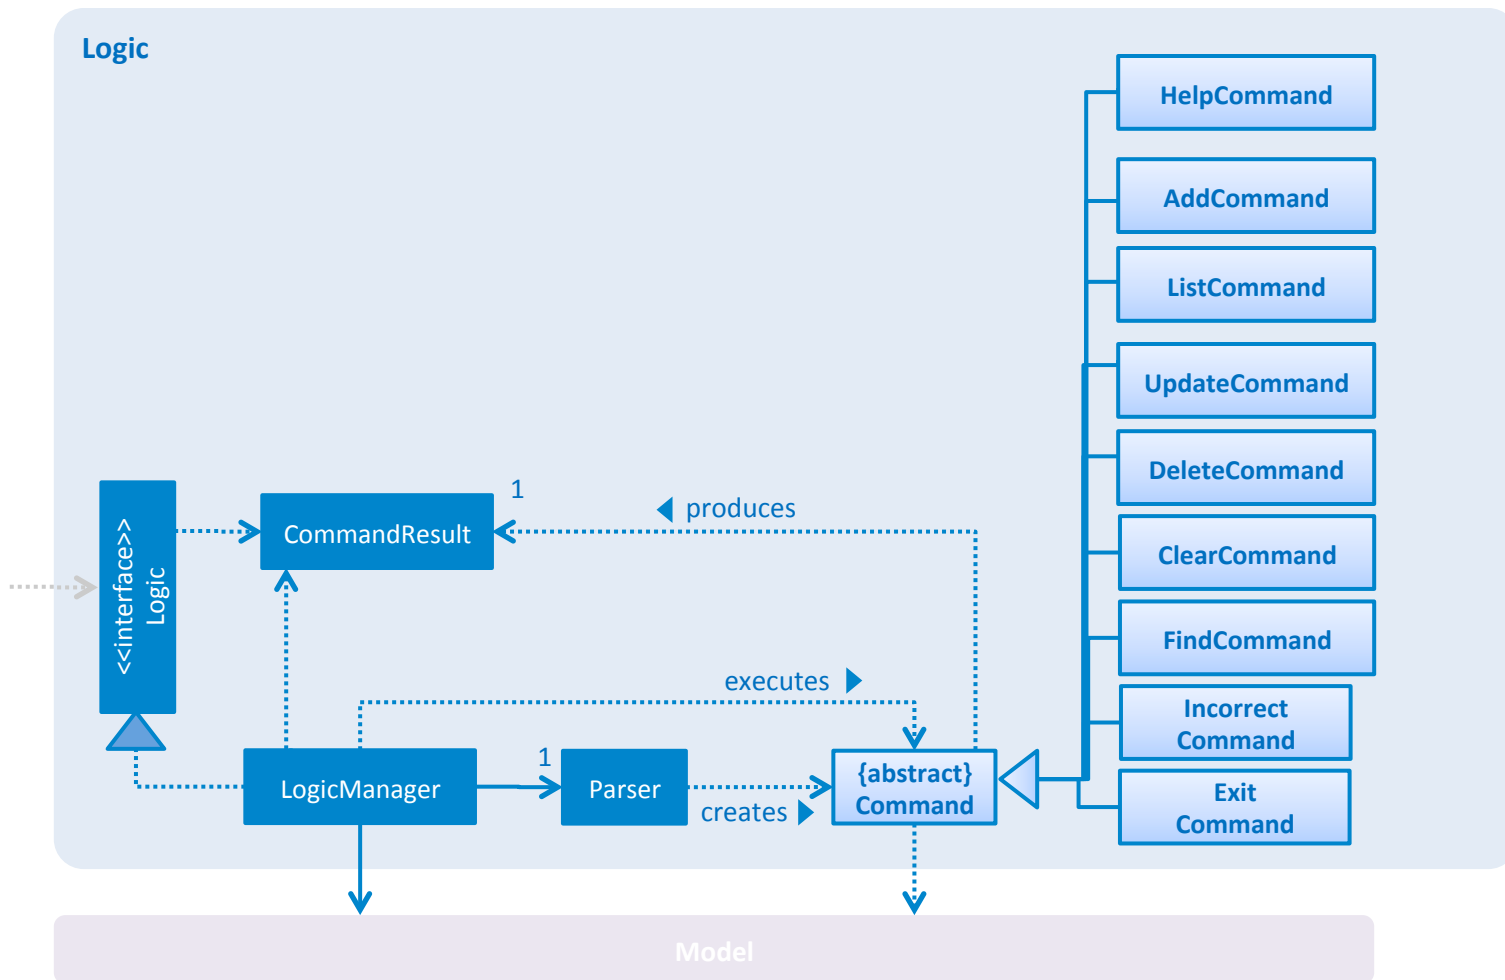 Logic
HelpCommand
AddCommand
ListCommand
UpdateCommand
DeleteCommand
ClearCommand
FindCommand
Incorrect
Command
Exit
Command
<<interface>>
Logic
CommandResult
1
produces
executes
LogicManager
1
Parser
creates
{abstract}
Command
Model